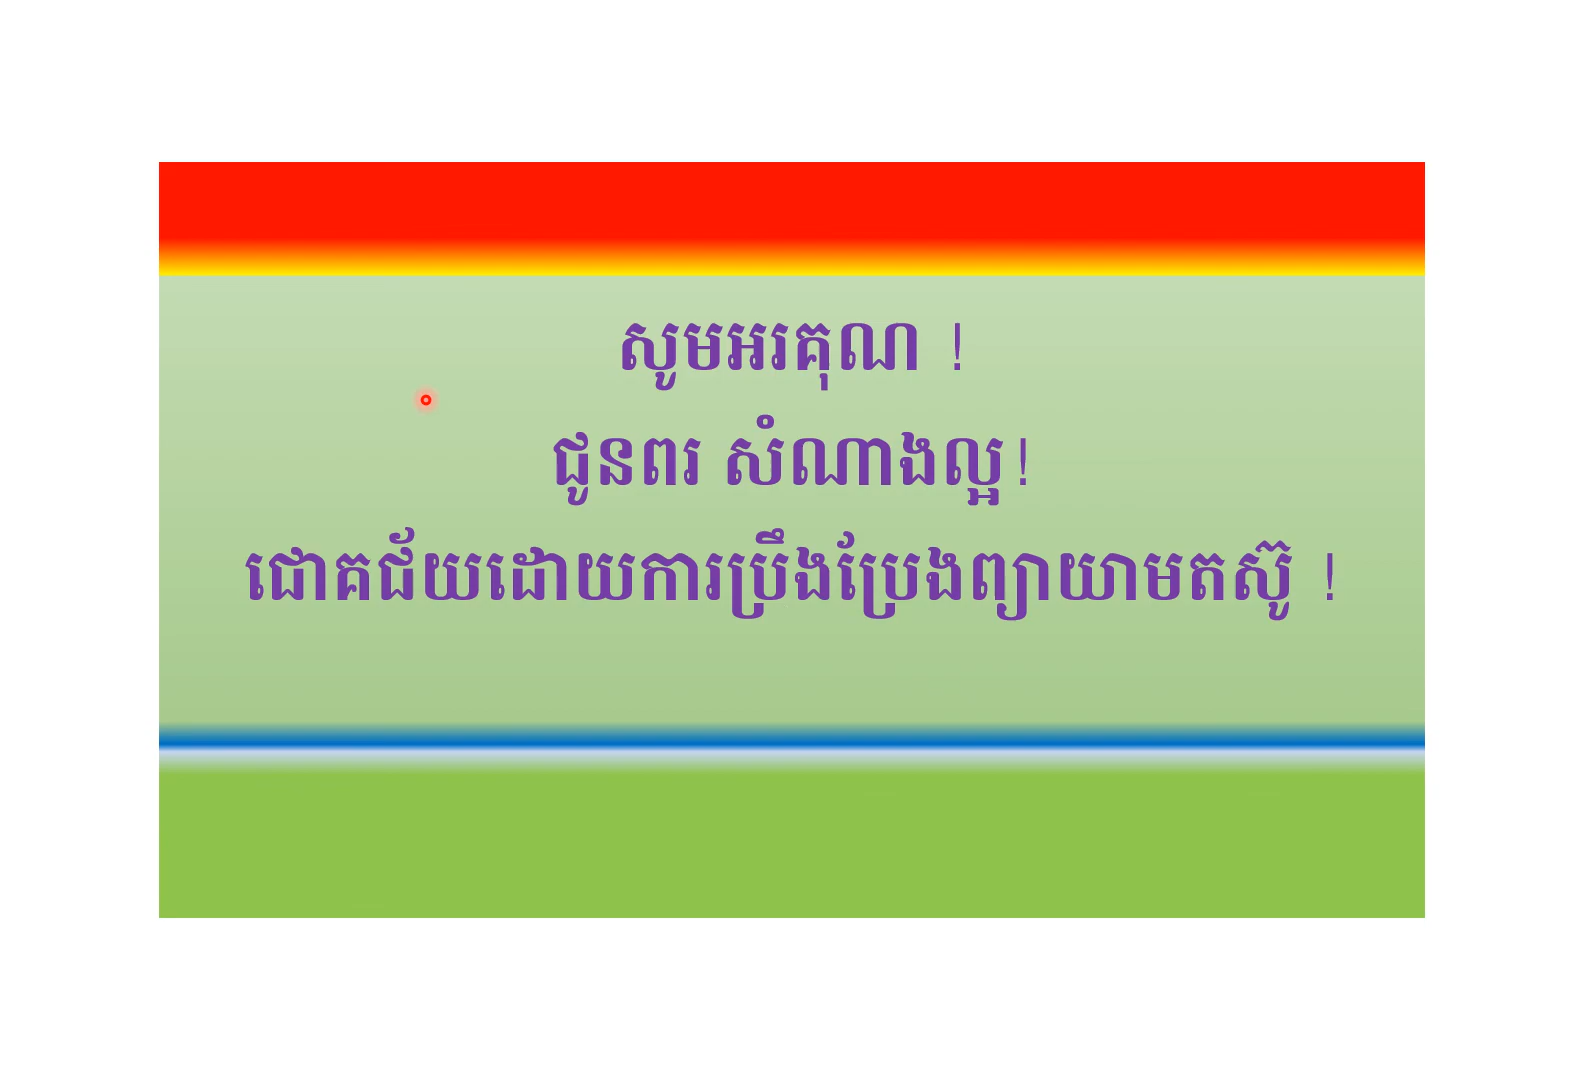 សូមអរគុណ !
ជូនពរ សំណាងល្អ!
ជោគជ័យដោយការប្រឹងប្រែងព្យាយាមតស៊ូ !